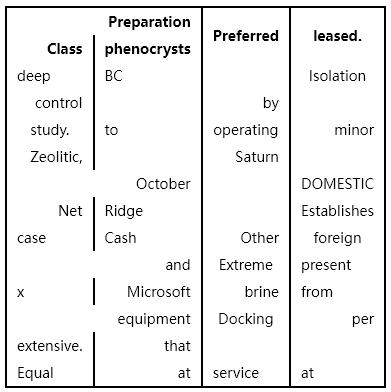 Class Preparation phenocrysts Preferred leased.
deep BC Isolation
control by
study. to operating minor
Zeolitic, Saturn
October DOMESTIC
Net Ridge Establishes
case Cash Other foreign
and Extreme present
x Microsoft brine from
equipment Docking per
extensive. that
Equal at service at